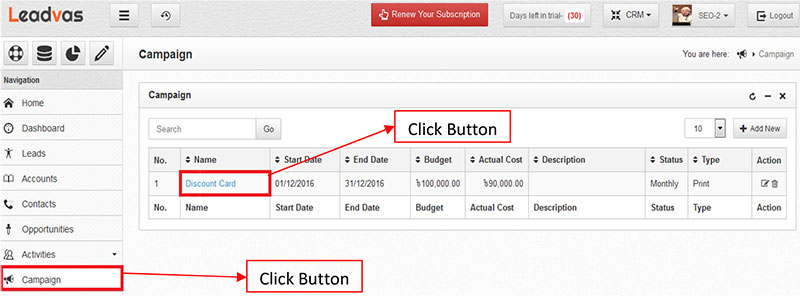 Leadvas
Renew Your Subscription
Days left in trial- (30)
CRM
SEO-2
Logout
Campaign
You are here: Campaign
Navigation
Home
Dashboard
Leads
Accounts
Contacts
Opportunities
Activities
Campaign
Campaign
Search Go
10 Add New
Click Button
No. Name Start Date End Date Budget Actual Cost Description Status Type Action
1 Discount Card 01/12/2016 31/12/2016 ৳100,000.00 ৳90,000.00 Monthly Print
No. Name Start Date End Date Budget Actual Cost Description Status Type Action
Click Button